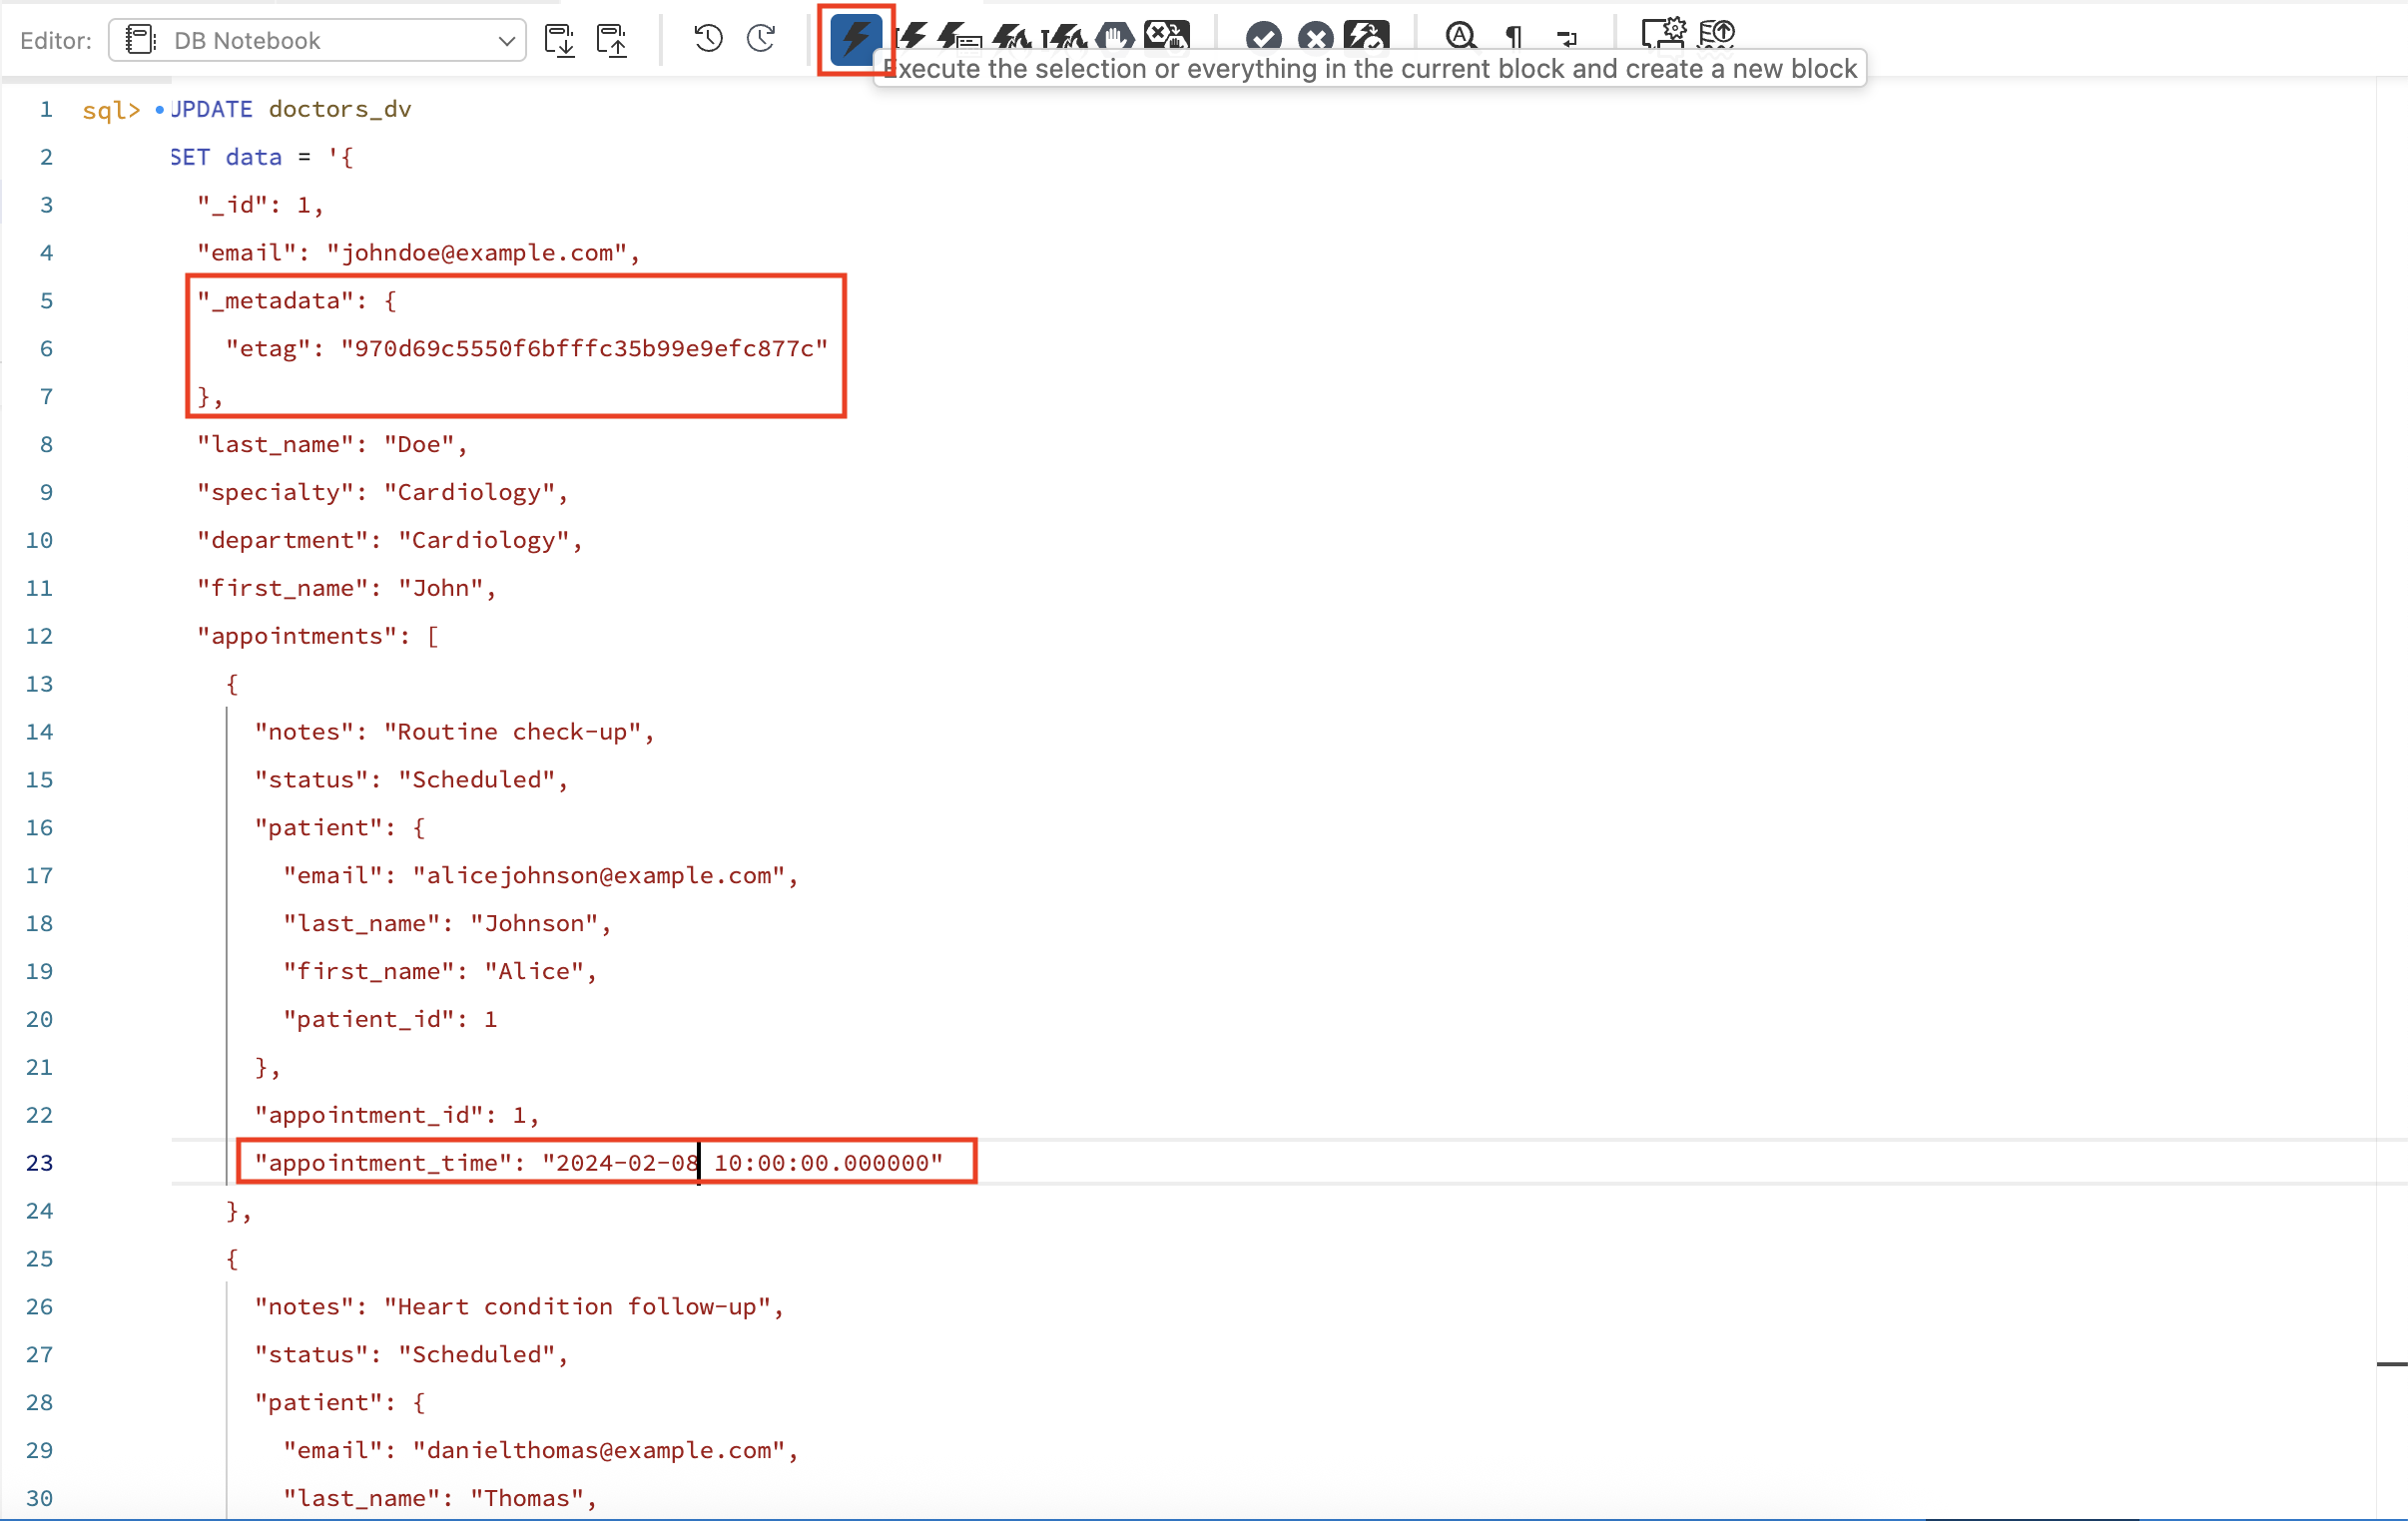 Editor: DB Notebook
Execute the selection or everything in the current block and create a new block
1 sql> UPDATE doctors_dv
2 SET data = '{
3 "_id": 1,
4 "email": "johndoe@example.com",
5 "_metadata": {
6 "etag": "970d69c5550f6bfffc35b99e9efc877c"
7 },
8 "last_name": "Doe",
9 "specialty": "Cardiology",
10 "department": "Cardiology",
11 "first_name": "John",
12 "appointments": [
13 {
14 "notes": "Routine check-up",
15 "status": "Scheduled",
16 "patient": {
17 "email": "alicejohnson@example.com",
18 "last_name": "Johnson",
19 "first_name": "Alice",
20 "patient_id": 1
21 },
22 "appointment_id": 1,
23 "appointment_time": "2024-02-08 10:00:00.000000"
24 },
25 {
26 "notes": "Heart condition follow-up",
27 "status": "Scheduled",
28 "patient": {
29 "email": "danielthomas@example.com",
30 "last_name": "Thomas",